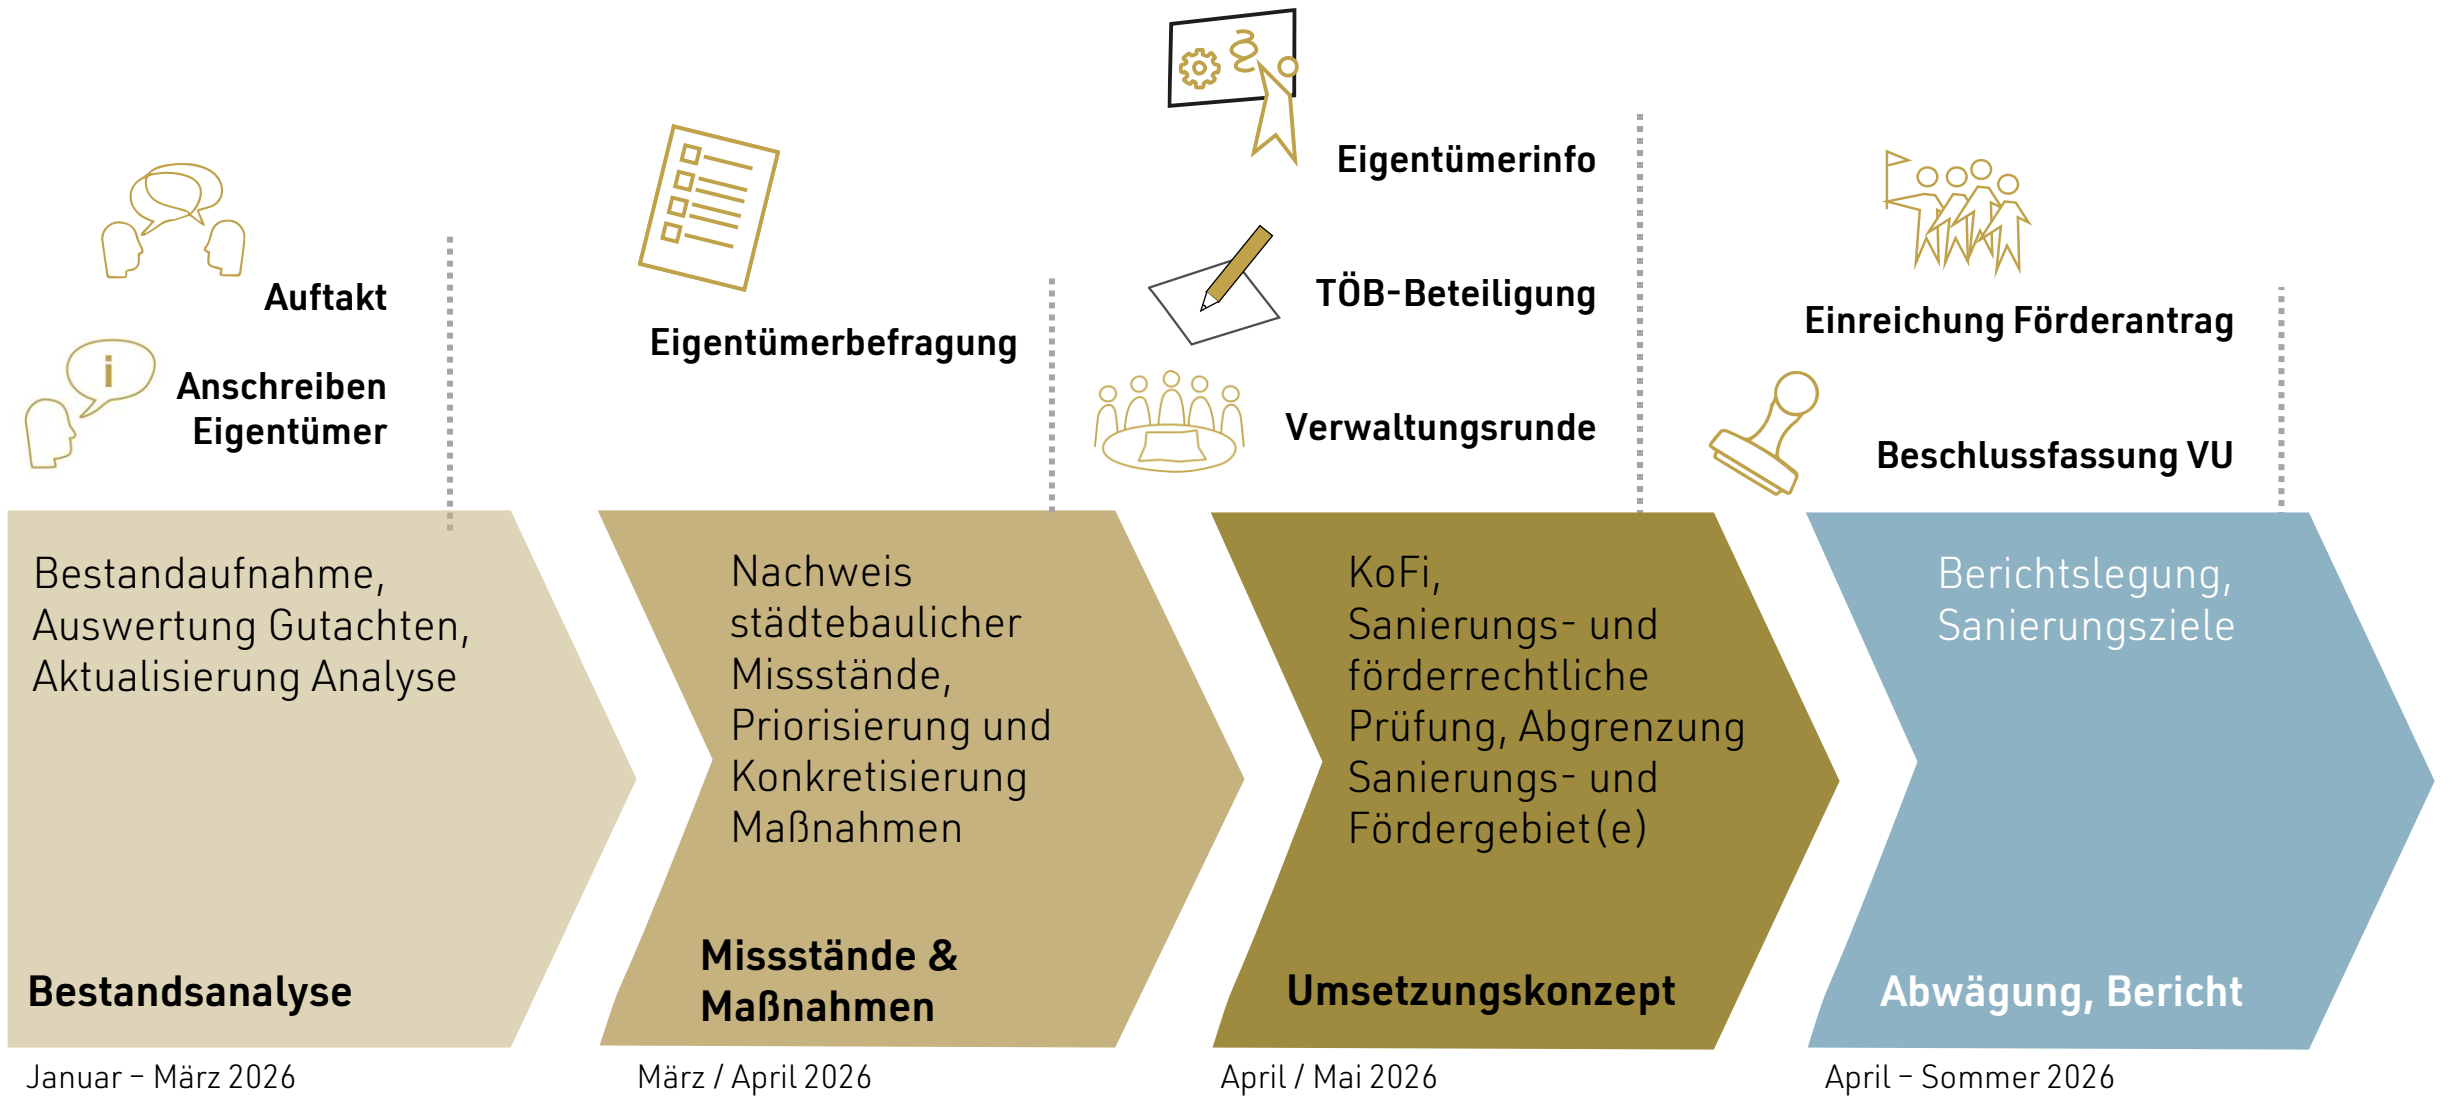 Auftakt
Anschreiben
Eigentümer
i
Bestandaufnahme,
Auswertung Gutachten,
Aktualisierung Analyse
Bestandsanalyse
Januar – März 2026
Eigentümerbefragung
Nachweis
städtebaulicher
Missstände,
Priorisierung und
Konkretisierung
Maßnahmen
Missstände &
Maßnahmen
März / April 2026
§
Eigentümerinfo
TÖB-Beteiligung
Verwaltungsrunde
KoFi,
Sanierungs- und
förderrechtliche
Prüfung, Abgrenzung
Sanierungs- und
Fördergebiet(e)
Umsetzungskonzept
April / Mai 2026
Einreichung Förderantrag
Beschlussfassung VU
Berichtslegung,
Sanierungsziele
Abwägung, Bericht
April – Sommer 2026